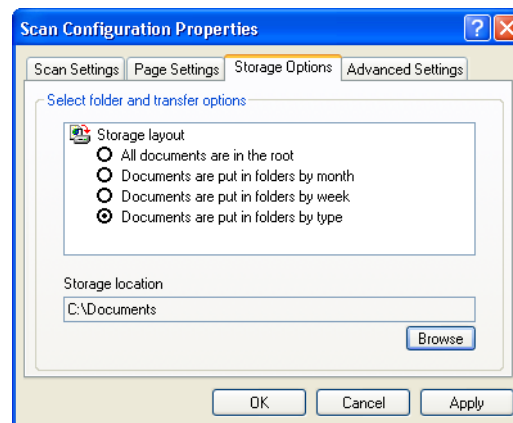 Scan Configuration Properties
Scan Settings Page Settings Storage Options Advanced Settings
Select folder and transfer options
Storage layout
All documents are in the root
Documents are put in folders by month
Documents are put in folders by week
Documents are put in folders by type
Storage location
C:\Documents
Browse
OK Cancel Apply